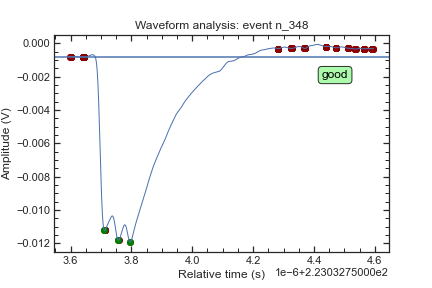 Waveform analysis: event n_348
0.000
−0.002
−0.004
−0.006
−0.008
−0.010
−0.012
Amplitude (V)
good
3.6
3.8
4.0
4.2
4.4
4.6
Relative time (s)
1e−6+2.2303275000e2